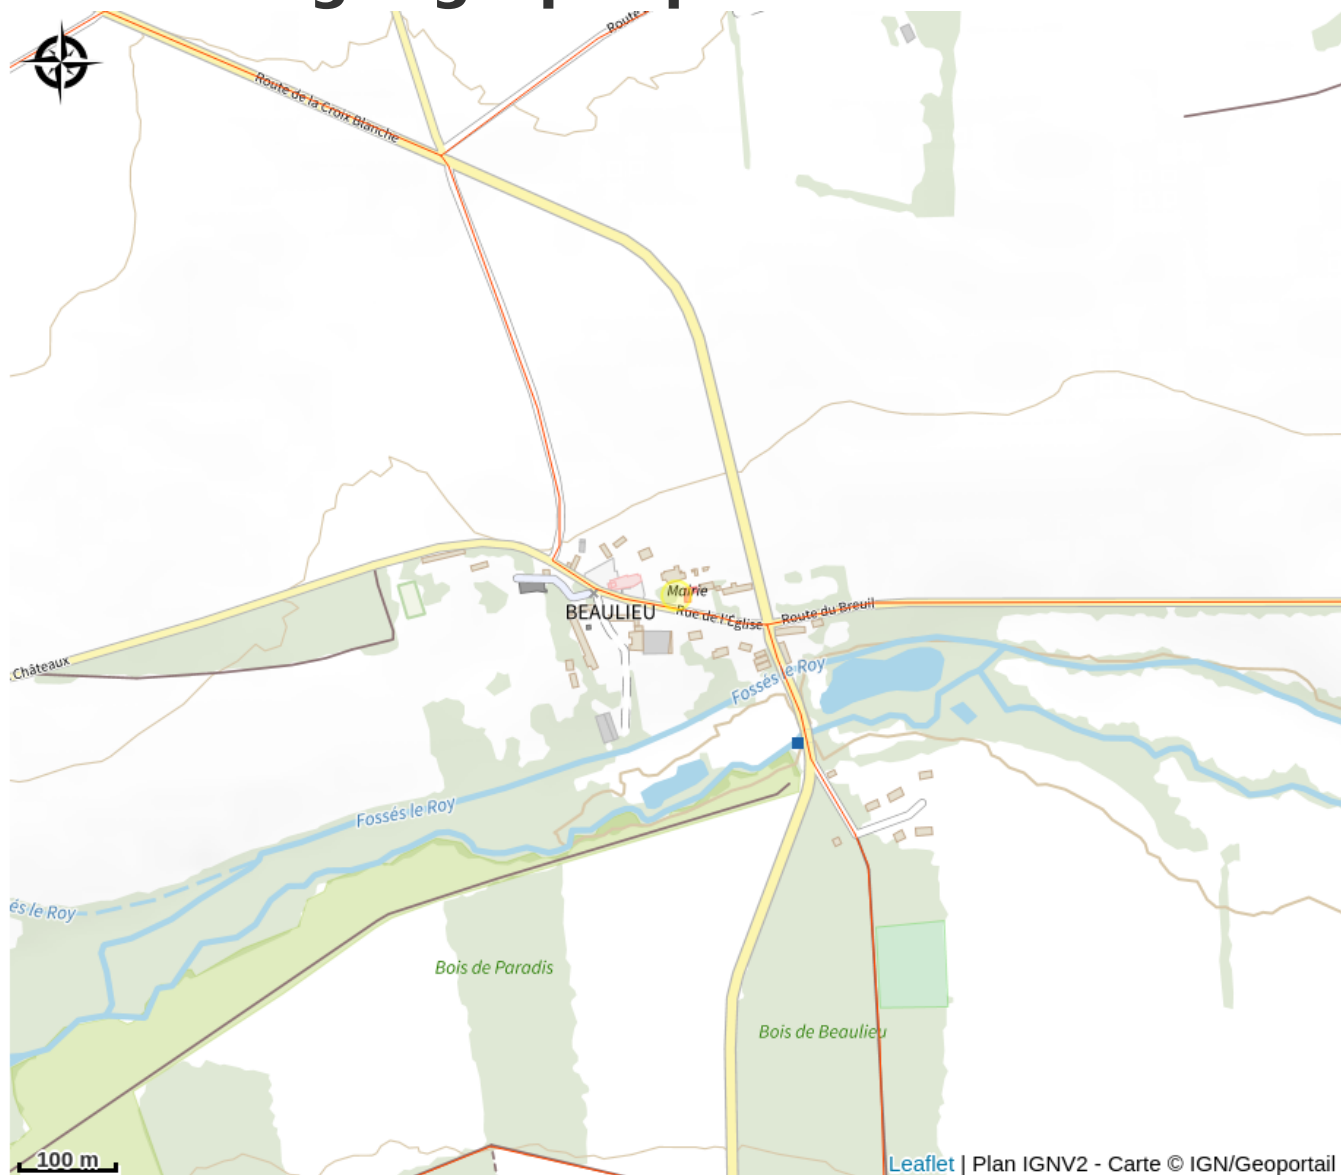 Route
Route de la Croix Blanche
Mairie
BEAULIEU
Rue de l'Église
Route du Breuil
Châteaux
Fossés le Roy
Fossés le Roy
és le Roy
Bois de Paradis
Bois de Beaulieu
100 m
Leaflet | Plan IGNV2 - Carte © IGN/Geoportail